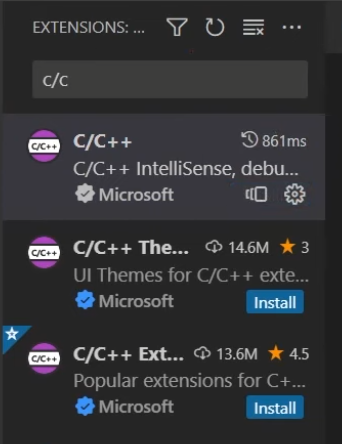 EXTENSIONS: ...
C/C
C/C++
C/C++ 861ms
C/C++ IntelliSense, debu...
Microsoft
C/C++
C/C++ The... 14.6M 3
UI Themes for C/C++ exte...
Microsoft Install
C/C++
C/C++ Ext... 13.6M 4.5
Popular extensions for C+...
Microsoft Install